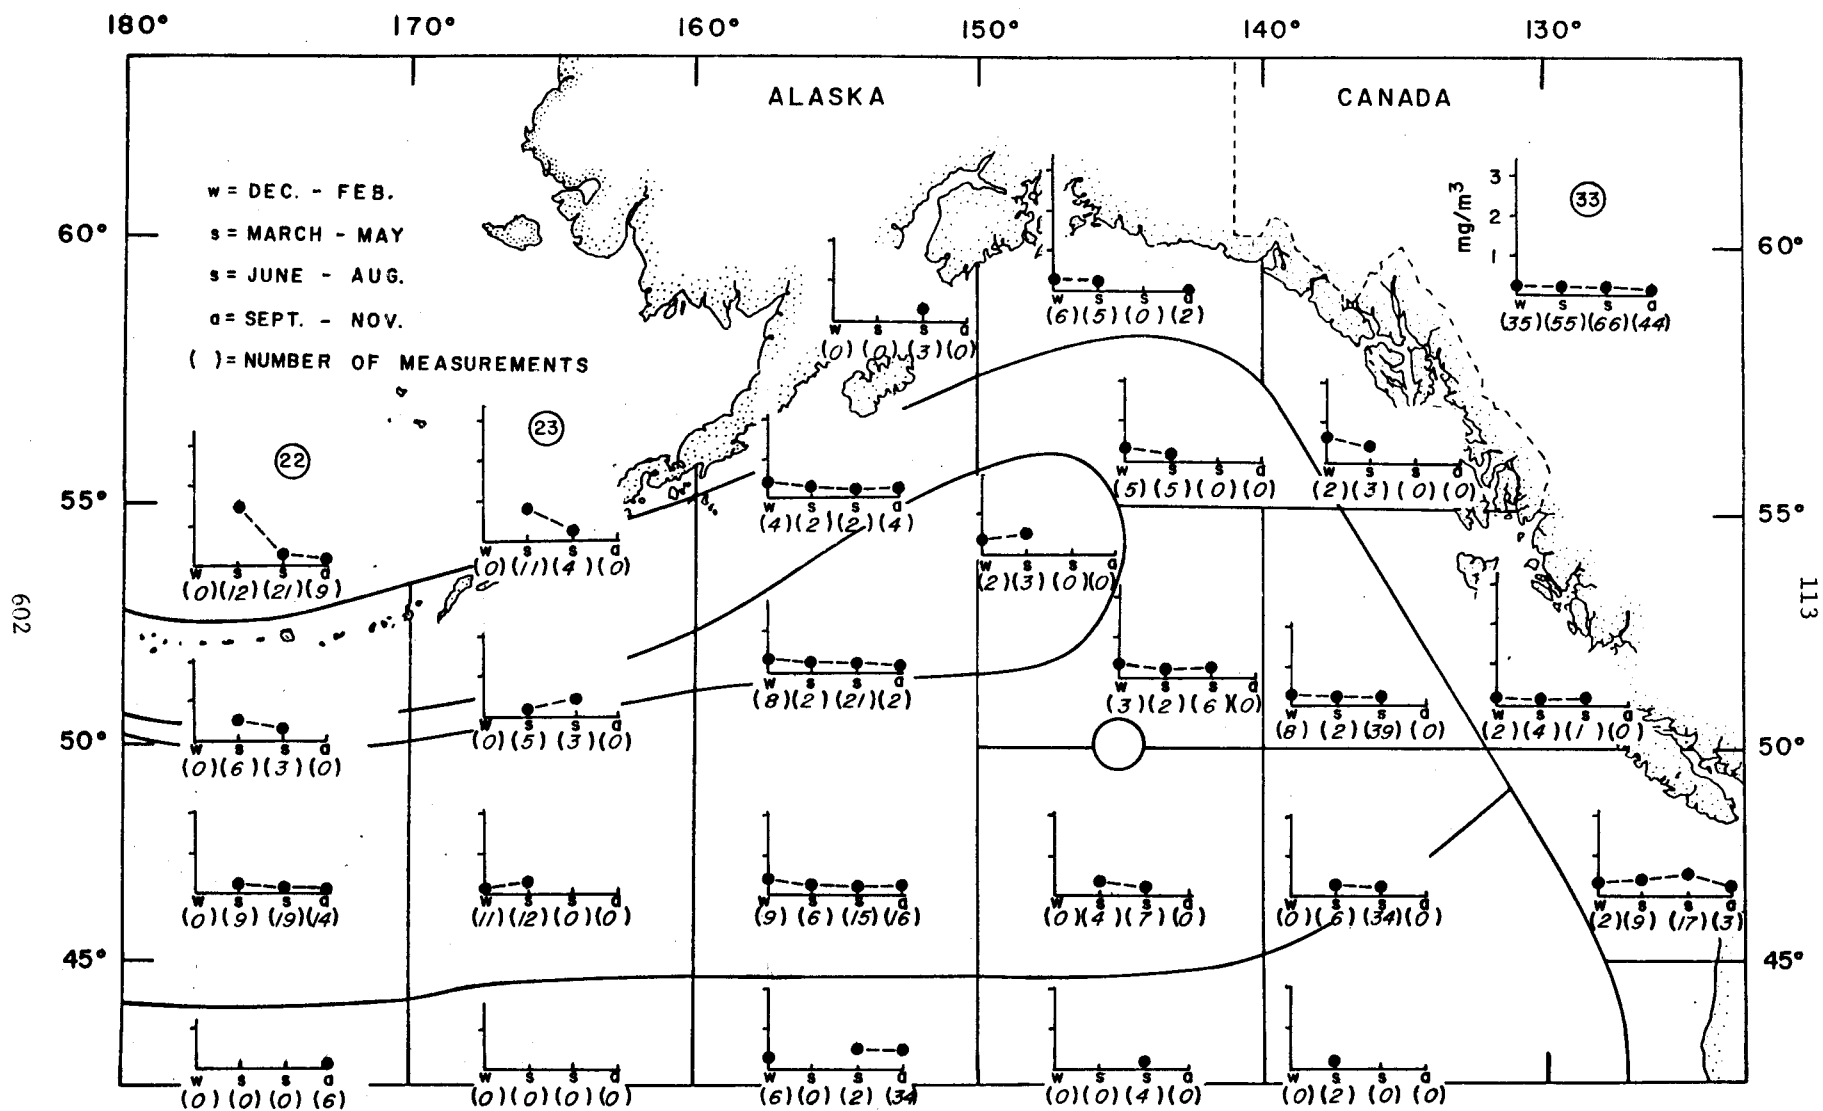 180° 170° 160° 150° 140° 130°
ALASKA CANADA
w = DEC. - FEB.
s = MARCH - MAY
s = JUNE - AUG.
a = SEPT. - NOV.
( ) = NUMBER OF MEASUREMENTS
60° 60°
3
2
1
mg/m³
33
w s s a
(35)(55)(66)(44)
w s s a
(6)(5)(0)(2)
w s s a
(0)(0)(3)(0)
22
w s s a
(0)(12)(21)(9)
23
w s s a
(0)(11)(4)(0)
w s s a
(4)(2)(2)(4)
w s s a
(5)(5)(0)(0)
w s s a
(2)(3)(0)(0)
55° 55°
w s s a
(2)(3)(0)(0)
602
113
w s s a
(0)(6)(3)(0)
w s s a
(0)(5)(3)(0)
w s s a
(8)(2)(21)(2)
w s s a
(3)(2)(6)(0)
w s s a
(8)(2)(39)(0)
w s s a
(2)(4)(1)(0)
50° 50°
w s s a
(0)(9)(19)(14)
w s s a
(11)(12)(0)(0)
w s s a
(9)(6)(15)(16)
w s s a
(0)(4)(7)(0)
w s s a
(0)(6)(34)(0)
w s s a
(2)(9)(17)(3)
45° 45°
w s s a
(0)(0)(0)(6)
w s s a
(0)(0)(0)(0)
w s s a
(6)(0)(2)(34
w s s a
(0)(0)(4)(0)
w s s a
(0)(2)(0)(0)